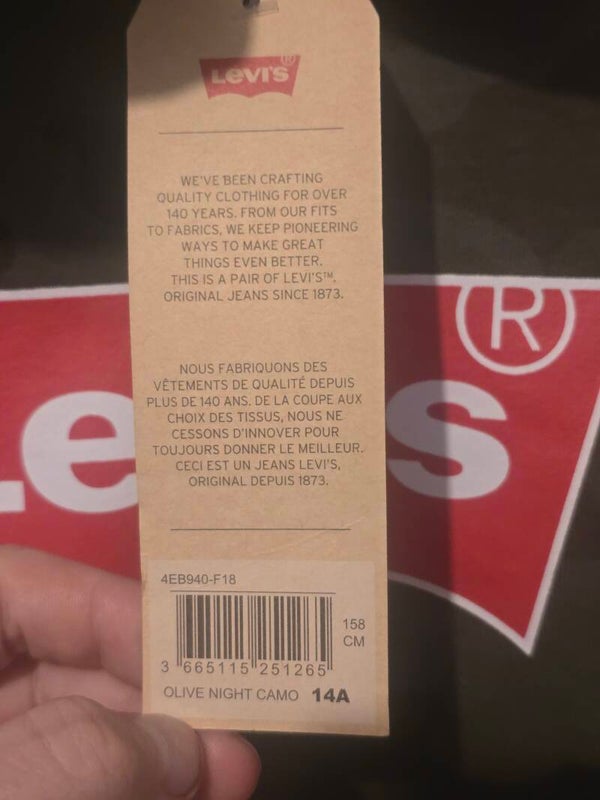 LEVI'S®
WE'VE BEEN CRAFTING
QUALITY CLOTHING FOR OVER
140 YEARS. FROM OUR FITS
TO FABRICS, WE KEEP PIONEERING
WAYS TO MAKE GREAT
THINGS EVEN BETTER.
THIS IS A PAIR OF LEVI'S™,
ORIGINAL JEANS SINCE 1873.
NOUS FABRIQUONS DES
VÊTEMENTS DE QUALITÉ DEPUIS
PLUS DE 140 ANS. DE LA COUPE AUX
CHOIX DES TISSUS, NOUS NE
CESSONS D'INNOVER POUR
TOUJOURS DONNER LE MEILLEUR.
CECI EST UN JEANS LEVI'S,
ORIGINAL DEPUIS 1873.
Le s ®
4EB940-F18
158
CM
3 665115 251265
OLIVE NIGHT CAMO 14A